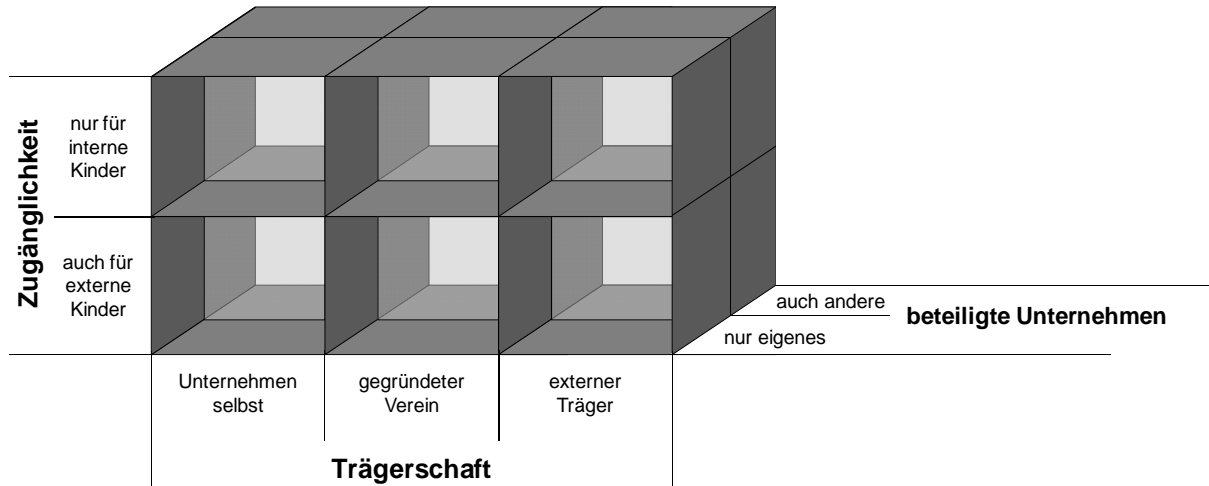 Zugänglichkeit
nur für
interne
Kinder
auch für
externe
Kinder
auch andere
nur eigenes
beteiligte Unternehmen
Unternehmen
selbst
gegründeter
Verein
externer
Träger
Trägerschaft